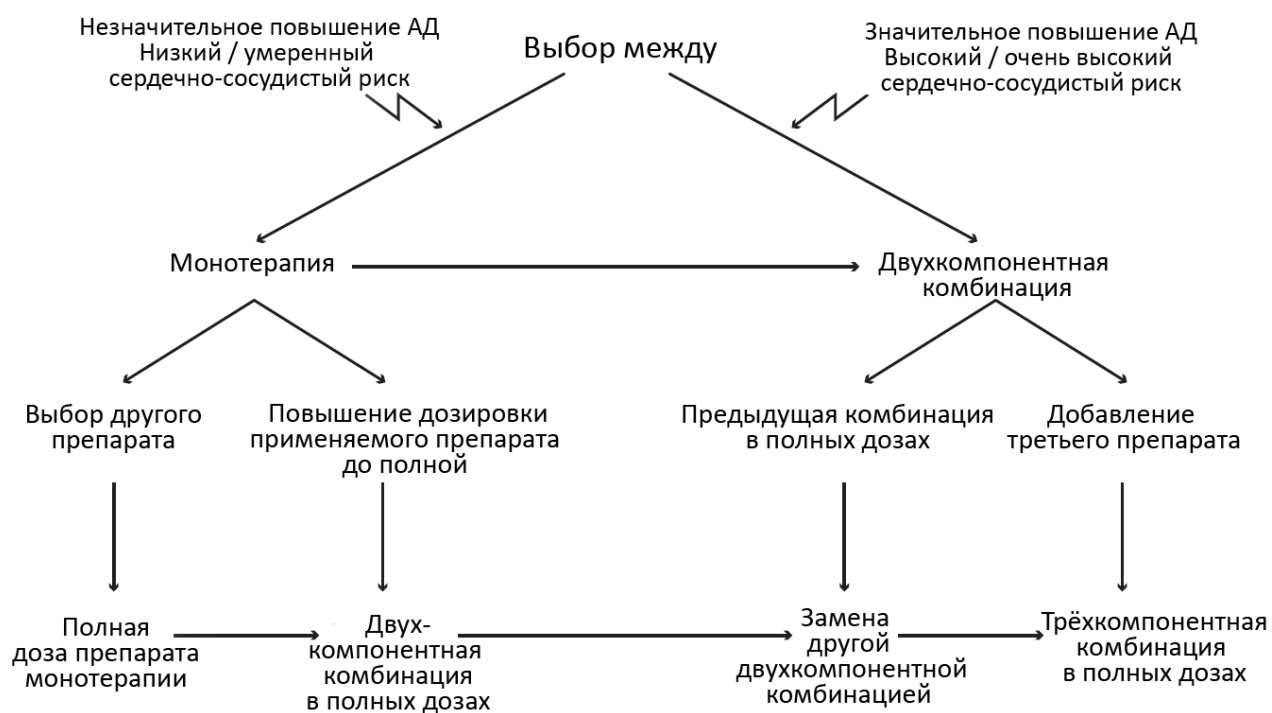 Незначительное повышение АД
Низкий / умеренный
сердечно-сосудистый риск
Выбор между
Значительное повышение АД
Высокий / очень высокий
сердечно-сосудистый риск
Монотерапия
Двухкомпонентная
комбинация
Выбор другого
препарата
Повышение дозировки
применяемого препарата
до полной
Предыдущая комбинация
в полных дозах
Добавление
третьего препарата
Полная
доза препарата
монотерапии
Двух-
компонентная
комбинация
в полных дозах
Замена
другой
двухкомпонентной
комбинацией
Трёхкомпонентная
комбинация
в полных дозах